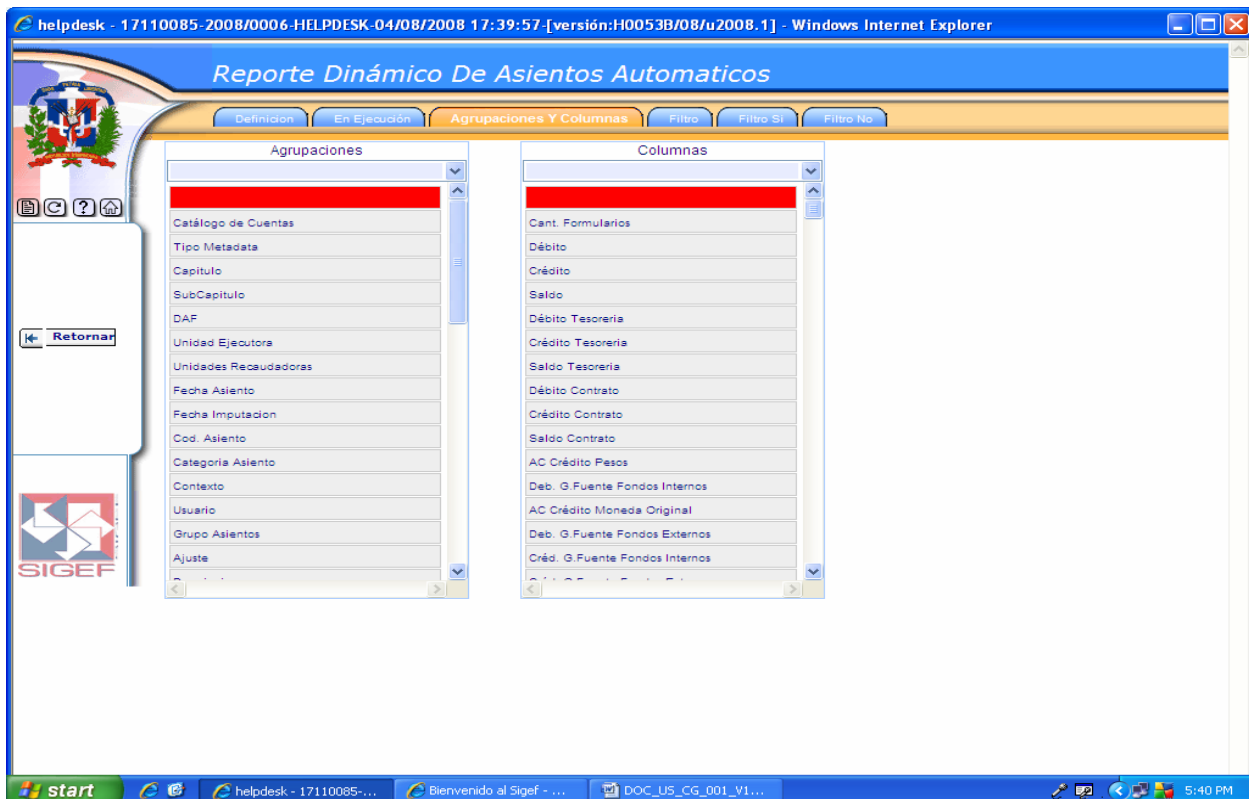 helpdesk - 17110085-2008/0006-HELPDESK-04/08/2008 17:39:57-[versión:H0053B/08/u2008.1] - Windows Internet Explorer
Reporte Dinámico De Asientos Automaticos
Definicion
En Ejecución
Agrupaciones Y Columnas
Filtro
Filtro Si
Filtro No
Retornar
SIGEF
Agrupaciones
Catálogo de Cuentas
Tipo Metadata
Capitulo
SubCapitulo
DAF
Unidad Ejecutora
Unidades Recaudadoras
Fecha Asiento
Fecha Imputacion
Cod. Asiento
Categoria Asiento
Contexto
Usuario
Grupo Asientos
Ajuste
Columnas
Cant. Formularios
Débito
Crédito
Saldo
Débito Tesoreria
Crédito Tesoreria
Saldo Tesoreria
Débito Contrato
Crédito Contrato
Saldo Contrato
AC Crédito Pesos
Deb. G.Fuente Fondos Internos
AC Crédito Moneda Original
Deb. G.Fuente Fondos Externos
Créd. G.Fuente Fondos Internos
start
helpdesk - 17110085-...
Bienvenido al Sigef - ...
DOC_US_CG_001_V1...
5:40 PM